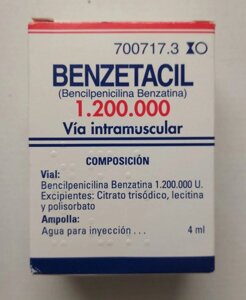 700717.3 XO
BENZETACIL
(Bencilpenicilina Benzatina)
1.200.000
Vía intramuscular
COMPOSICIÓN
Vial:
Bencilpenicilina Benzatina 1.200.000 U.
Excipientes: Citrato trisódico, lecitina
y polisorbato
Ampolla:
Agua para inyección . . . 4 ml